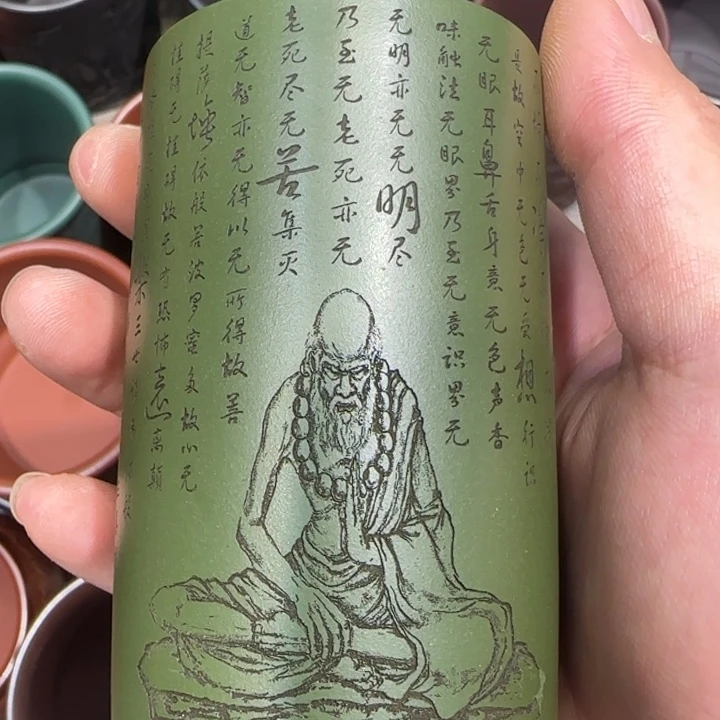 是故空中无色无受想行识
无眼耳鼻舌身意无色声香
味触法无眼界乃至无意识界无
无明亦无无明尽
乃至无老死亦无
老死尽无苦集灭
道无智亦无得以无所得故菩
提萨埵依般若波罗蜜多故心无
挂碍无挂碍故无有恐怖远离颠